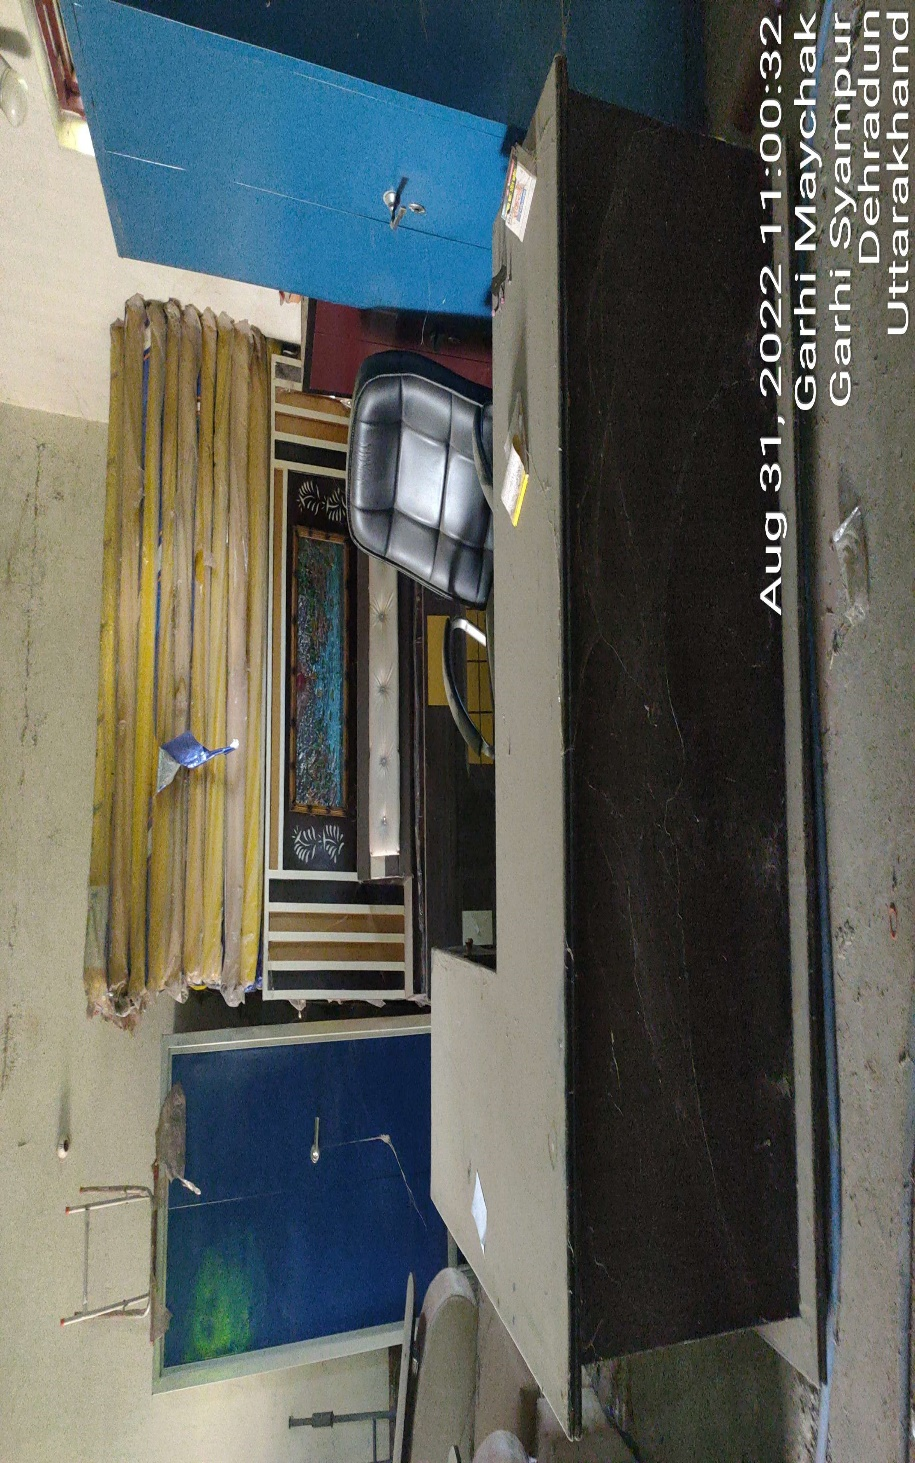 Aug 31, 2022 11:00:32
Garhi Maychak
Garhi Syampur
Dehradun
Uttarakhand